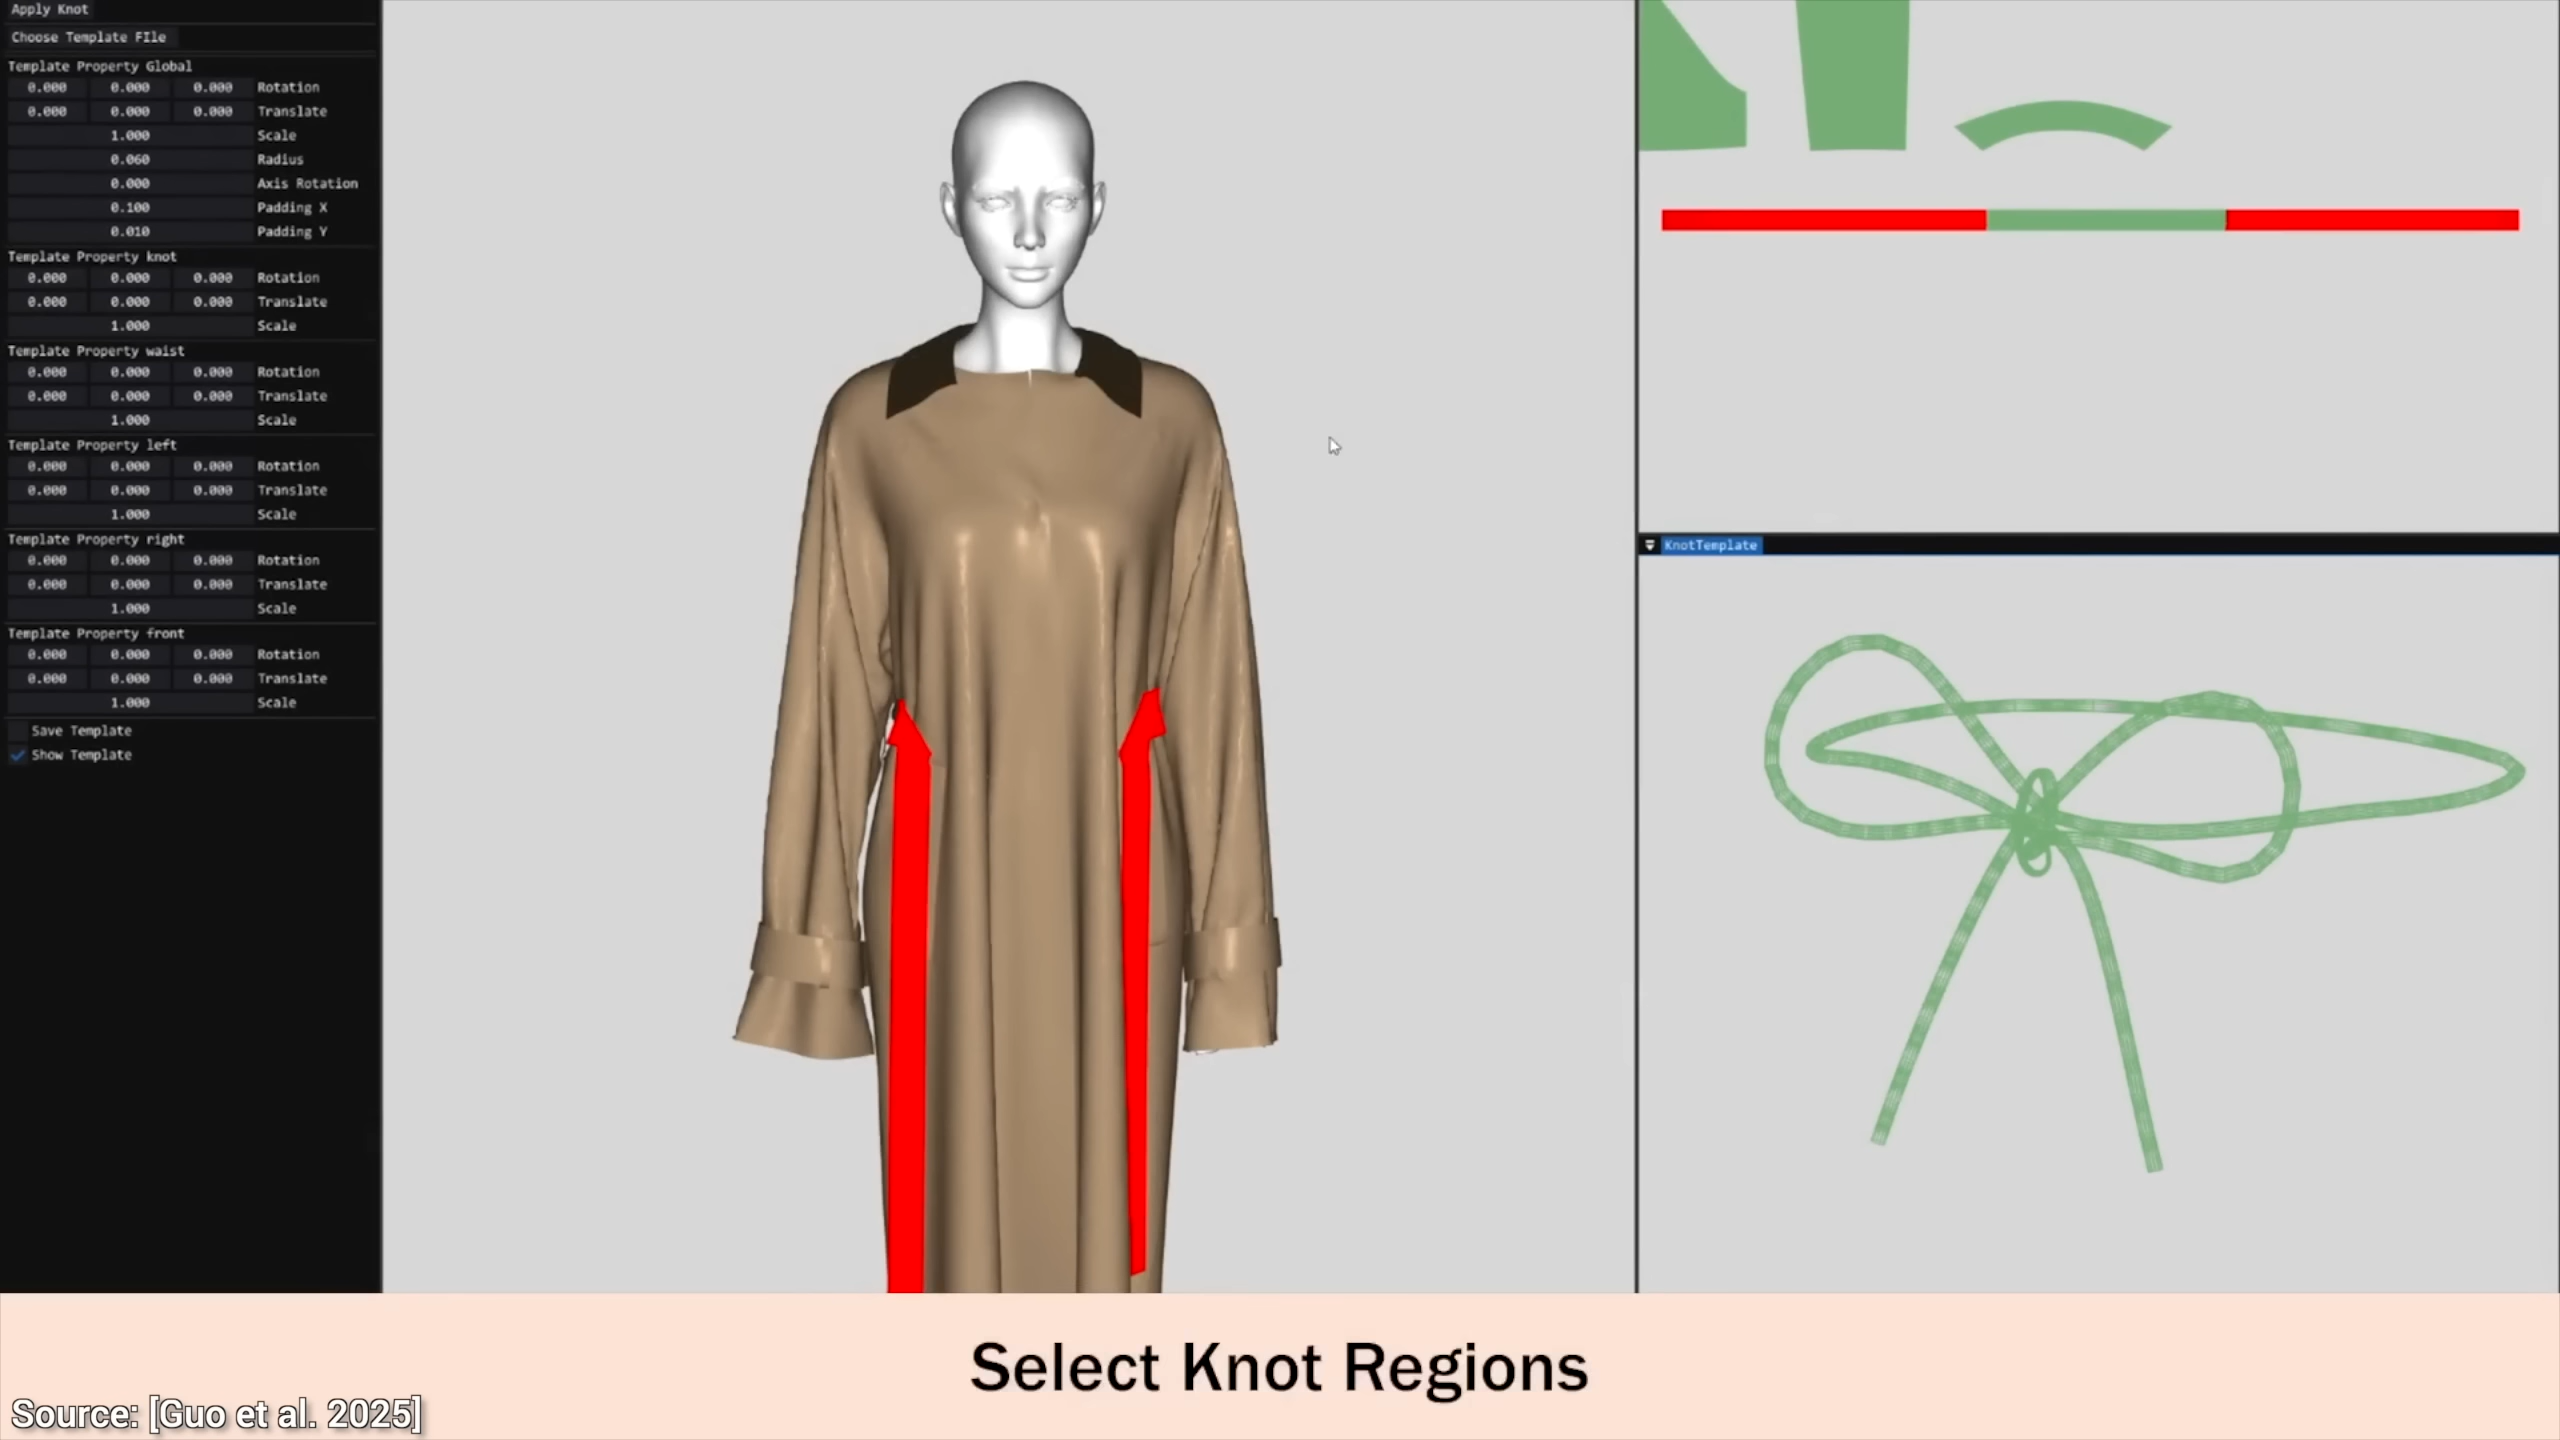 Apply Knot
Choose Template FIle
Template Property Global
0.000 0.000 0.000 Rotation
0.000 0.000 0.000 Translate
1.000 Scale
0.060 Radius
0.000 Axis Rotation
0.100 Padding X
0.010 Padding Y
Template Property knot
0.000 0.000 0.000 Rotation
0.000 0.000 0.000 Translate
1.000 Scale
Template Property waist
0.000 0.000 0.000 Rotation
0.000 0.000 0.000 Translate
1.000 Scale
Template Property left
0.000 0.000 0.000 Rotation
0.000 0.000 0.000 Translate
1.000 Scale
Template Property right
0.000 0.000 0.000 Rotation
0.000 0.000 0.000 Translate
1.000 Scale
Template Property front
0.000 0.000 0.000 Rotation
0.000 0.000 0.000 Translate
1.000 Scale
Save Template
Show Template
KnotTemplate
Select Knot Regions
Source: [Guo et al. 2025]